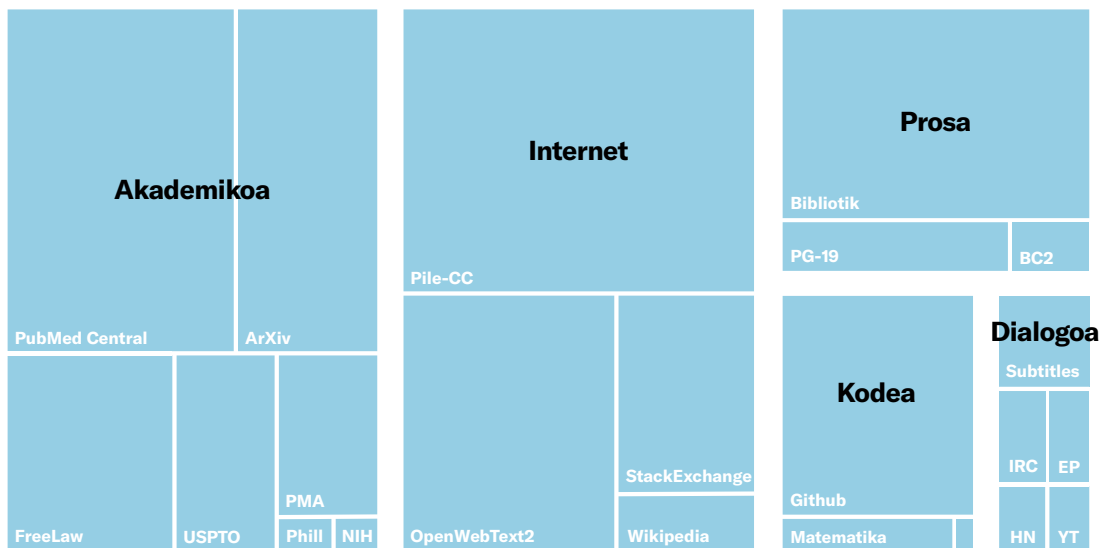 Akademikoa
PubMed Central
ArXiv
FreeLaw
USPTO
PMA
Phill
NIH
Internet
Pile-CC
OpenWebText2
StackExchange
Wikipedia
Prosa
Bibliotik
PG-19
BC2
Kodea
Github
Matematika
Dialogoa
Subtitles
IRC
EP
HN
YT